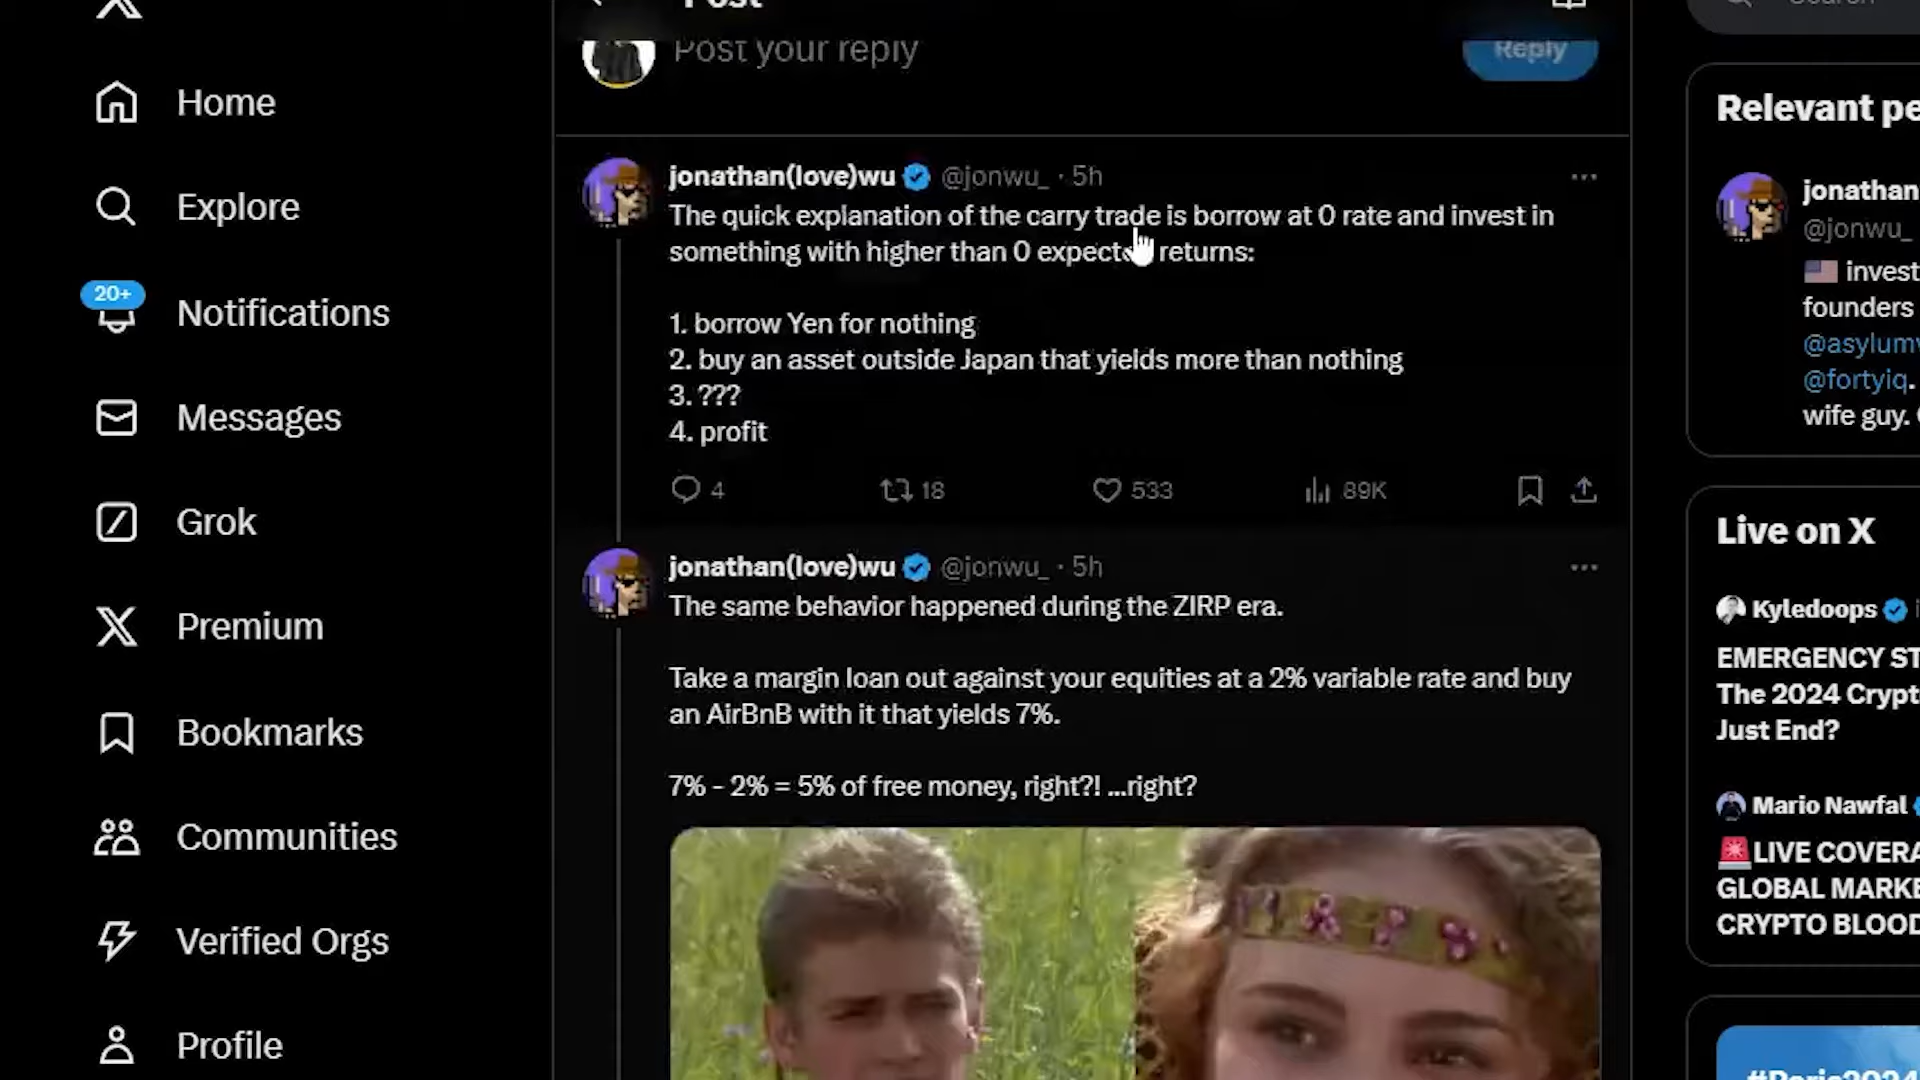 Post
Post your reply
Reply
Home
Explore
20+
Notifications
Messages
Grok
Premium
Bookmarks
Communities
Verified Orgs
Profile
jonathan(love)wu @jonwu_ · 5h
The quick explanation of the carry trade is borrow at 0 rate and invest in
something with higher than 0 expected returns:
1. borrow Yen for nothing
2. buy an asset outside Japan that yields more than nothing
3. ???
4. profit
4 18 533 89K
jonathan(love)wu @jonwu_ · 5h
The same behavior happened during the ZIRP era.
Take a margin loan out against your equities at a 2% variable rate and buy
an AirBnB with it that yields 7%.
7% - 2% = 5% of free money, right?! ...right?
Search
Relevant pe
jonathan
@jonwu_
invest
founders
@asylumv
@fortyiq.
wife guy.
Live on X
Kyledoops
EMERGENCY ST
The 2024 Crypt
Just End?
Mario Nawfal
LIVE COVERA
GLOBAL MARKE
CRYPTO BLOOD
#Paris2024